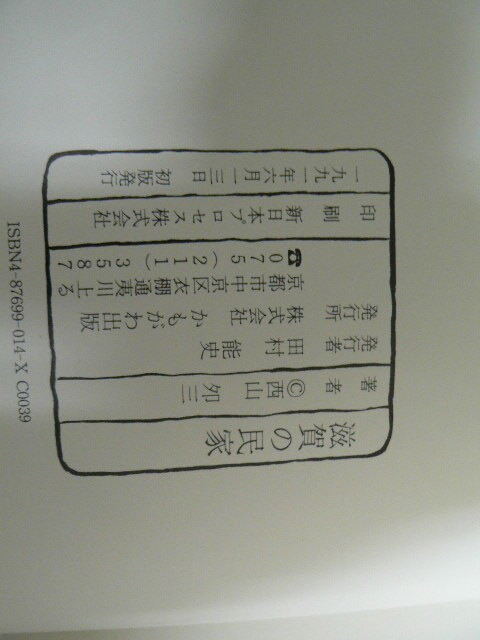 滋賀の民家
著者 ©西山夘三
発行者 田村能史
発行所 株式会社かもがわ出版
京都市中京区衣棚通夷川上る
☎075(211)3587
印刷 新日本プロセス株式会社
一九九一年六月一三日 初版発行
ISBN4-87699-014-X C0039